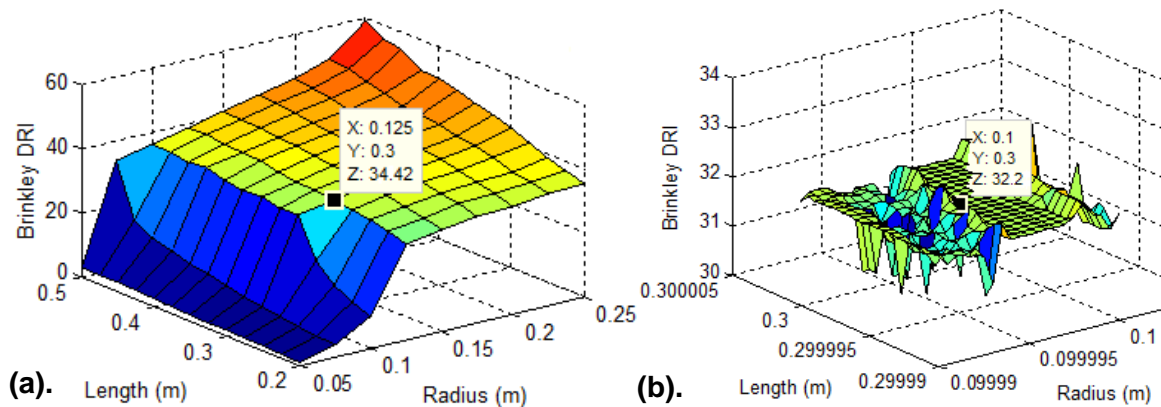 60
40
20
0
Brinkley DRI
X: 0.125
Y: 0.3
Z: 34.42
0.5
0.4
0.3
0.2
Length (m)
0.05
0.1
0.15
0.2
0.25
Radius (m)
(a).
34
33
32
31
30
Brinkley DRI
X: 0.1
Y: 0.3
Z: 32.2
0.300005
0.3
0.299995
0.29999
Length (m)
0.09999
0.099995
0.1
Radius (m)
(b).